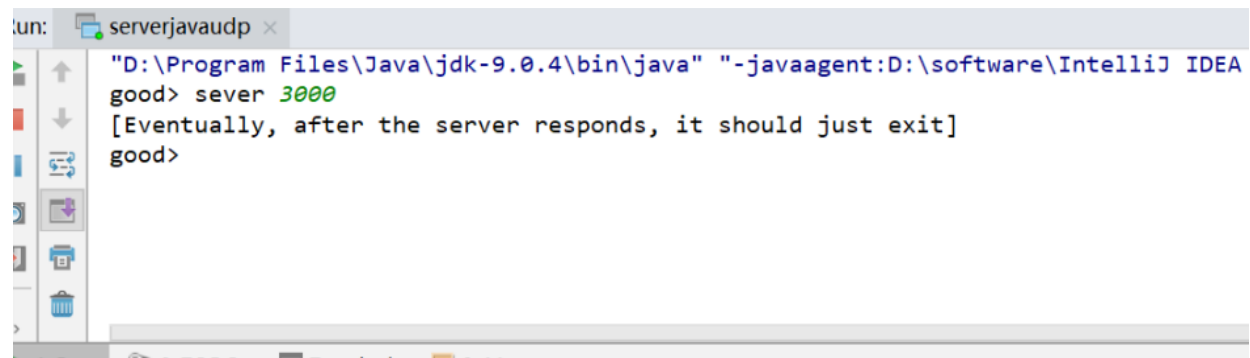 un: serverjavaudp ×
"D:\Program Files\Java\jdk-9.0.4\bin\java" "-javaagent:D:\software\IntelliJ IDEA
good> sever 3000
[Eventually, after the server responds, it should just exit]
good>